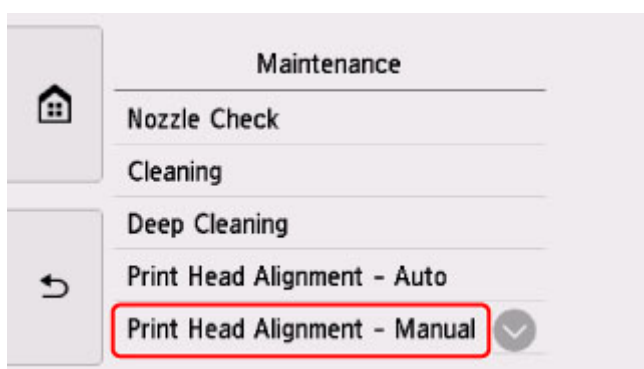 Maintenance
Nozzle Check
Cleaning
Deep Cleaning
Print Head Alignment - Auto
Print Head Alignment - Manual